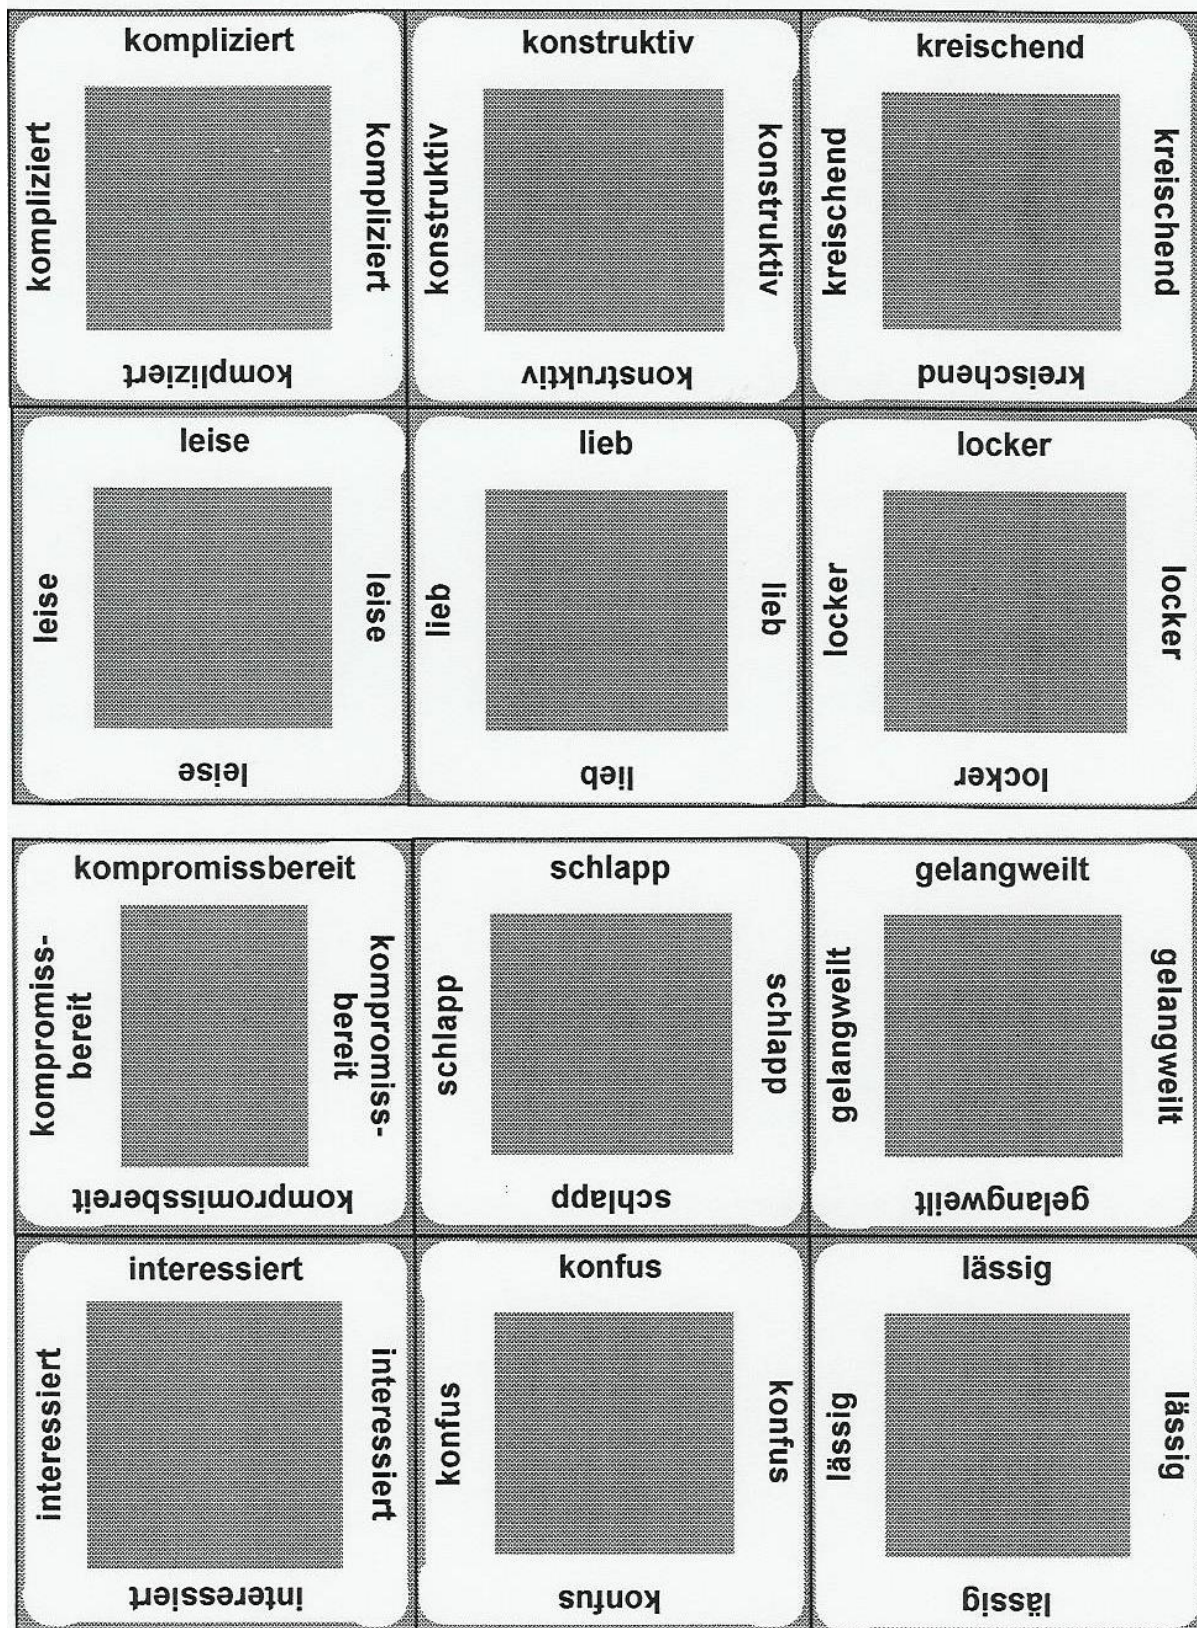 kompliziert
kompliziert
kompliziert
kompliziert
konstruktiv
konstruktiv
konstruktiv
konstruktiv
kreischend
kreischend
kreischend
kreischend
leise
leise
leise
leise
lieb
lieb
lieb
lieb
locker
locker
locker
locker
kompromissbereit
kompromiss-
bereit
kompromiss-
bereit
kompromissbereit
schlapp
schlapp
schlapp
schlapp
gelangweilt
gelangweilt
gelangweilt
gelangweilt
interessiert
interessiert
interessiert
interessiert
konfus
konfus
konfus
konfus
lässig
lässig
lässig
lässig